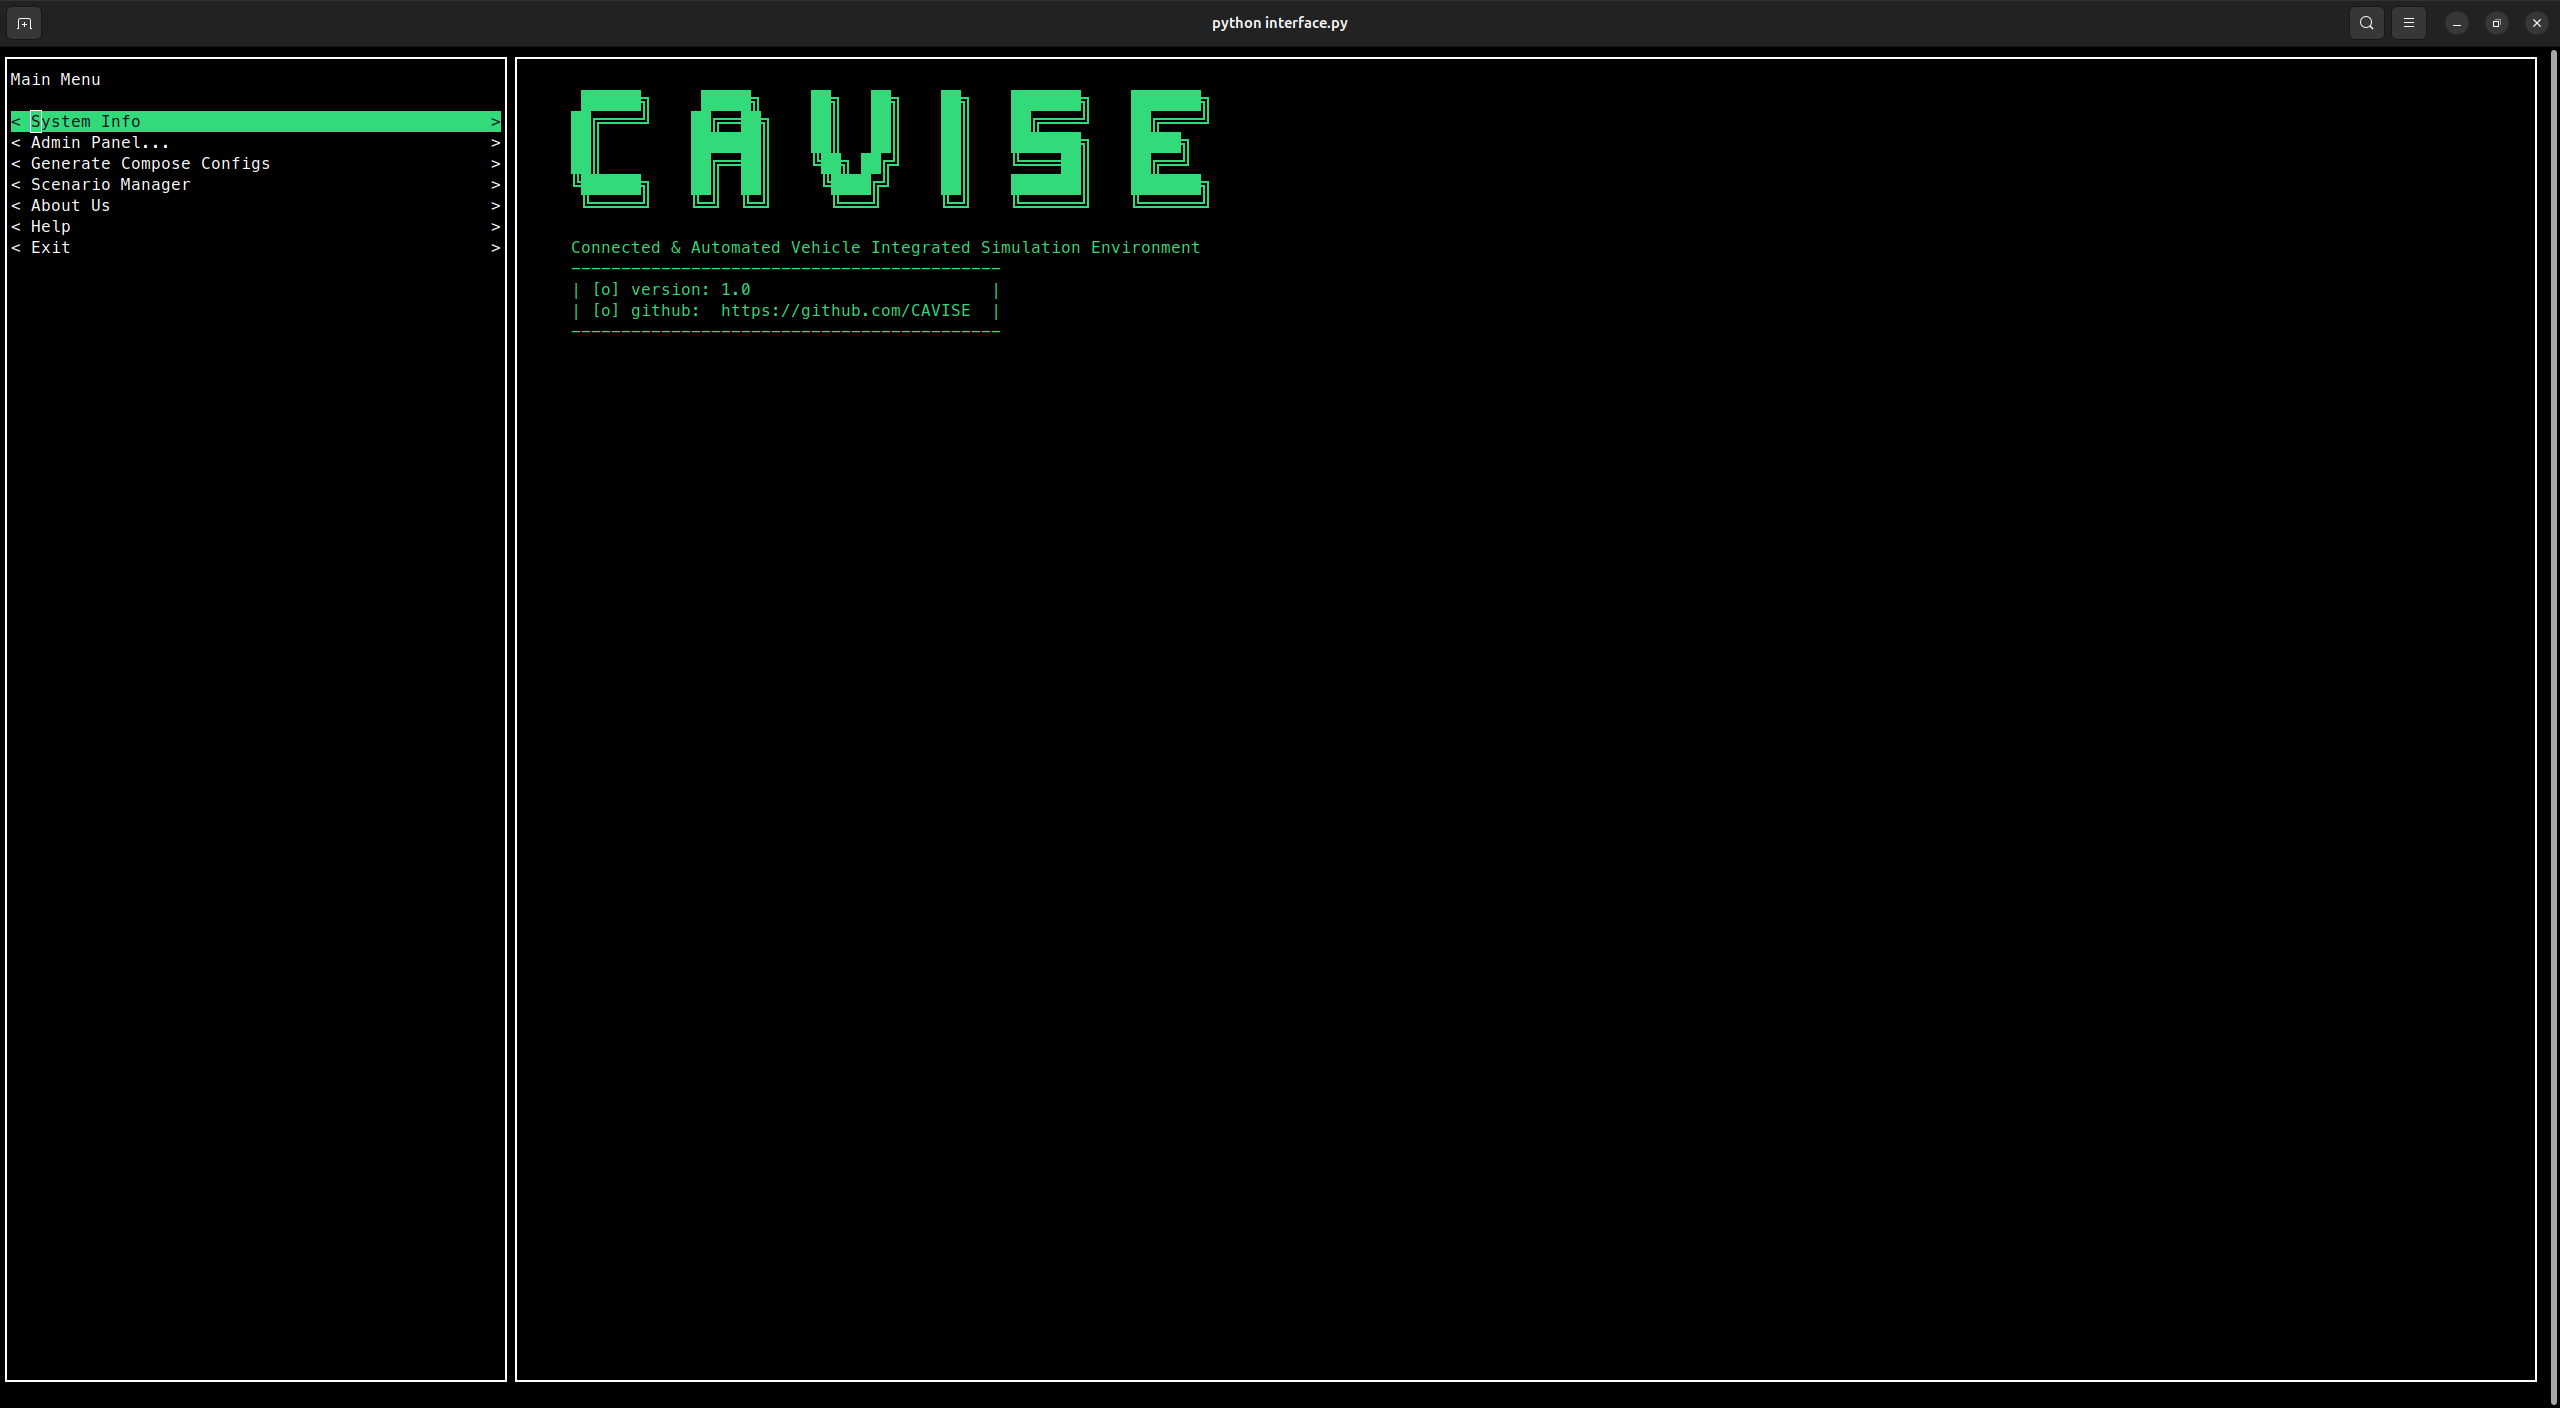 python interface.py
Main Menu
< System Info >
< Admin Panel... >
< Generate Compose Configs >
< Scenario Manager >
< About Us >
< Help >
< Exit >
CAVISE
Connected & Automated Vehicle Integrated Simulation Environment
-------------------------------------------
| [o] version: 1.0 |
| [o] github:  https://github.com/CAVISE |
-------------------------------------------